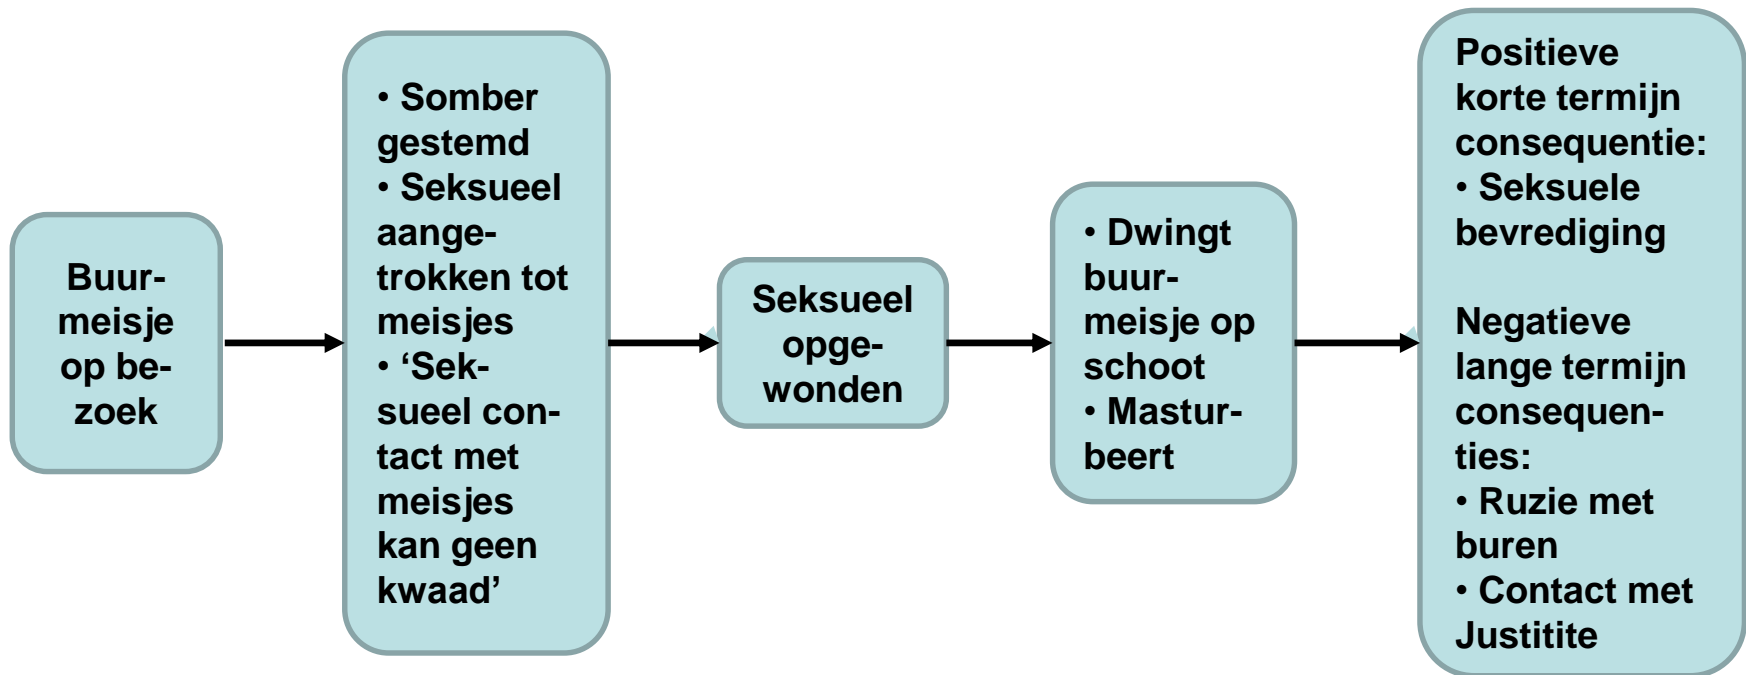 Buur-
meisje
op be-
zoek
• Somber
gestemd
• Seksueel
aange-
trokken tot
meisjes
• ‘Sek-
sueel con-
tact met
meisjes
kan geen
kwaad’
Seksueel
opge-
wonden
• Dwingt
buur-
meisje op
schoot
• Mastur-
beert
Positieve
korte termijn
consequentie:
• Seksuele
bevrediging
Negatieve
lange termijn
consequen-
ties:
• Ruzie met
buren
• Contact met
Justitite